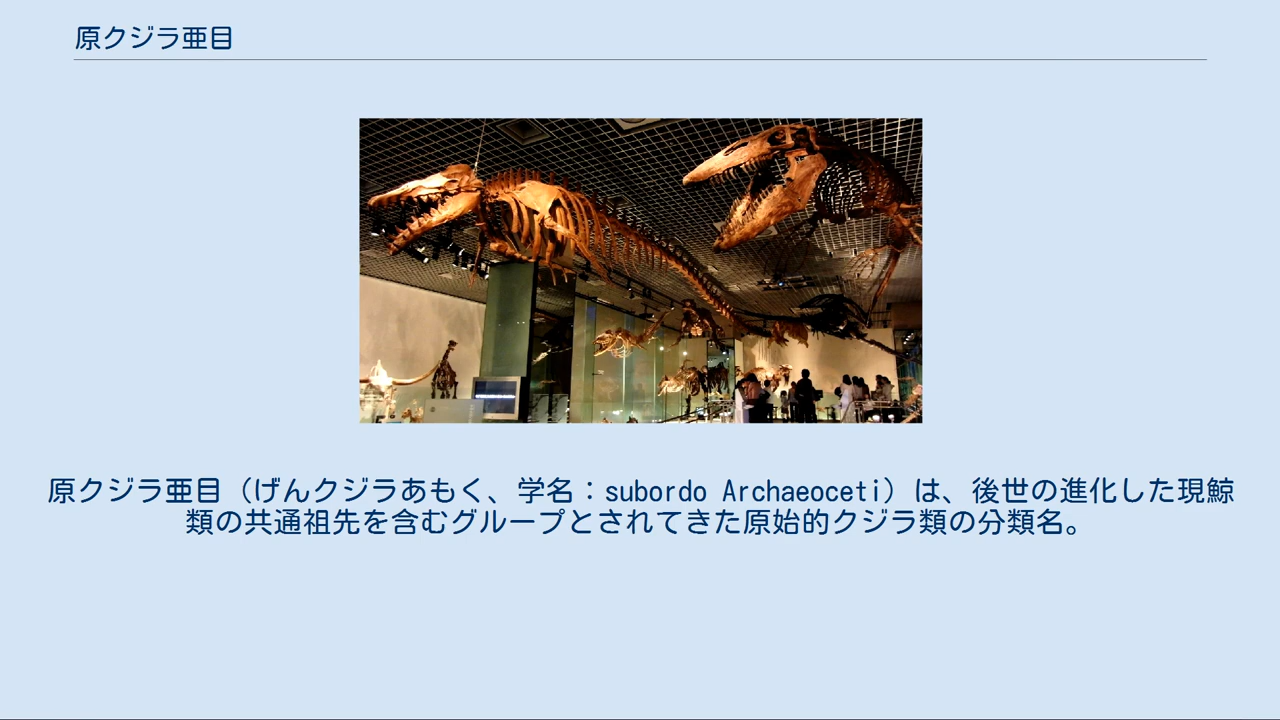 原クジラ亜目
原クジラ亜目（げんクジラあもく、学名：subordo Archaeoceti）は、後世の進化した現鯨
類の共通祖先を含むグループとされてきた原始的クジラ類の分類名。